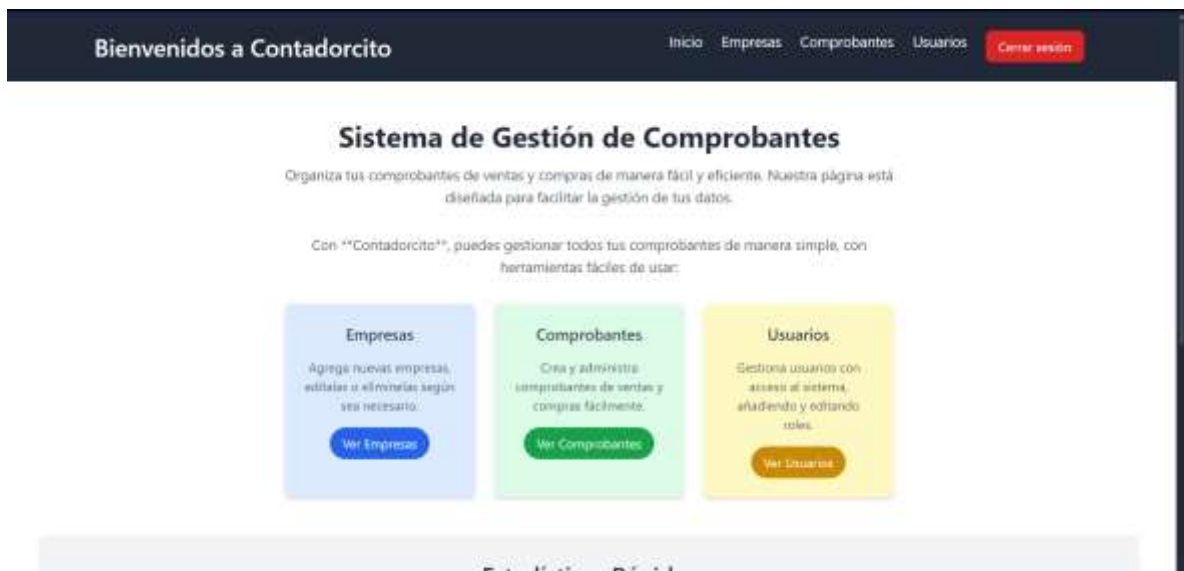 Bienvenidos a Contadorcito
Inicio Empresas Comprobantes Usuarios Cerrar sesión
Sistema de Gestión de Comprobantes
Organiza tus comprobantes de ventas y compras de manera fácil y eficiente. Nuestra página está
diseñada para facilitar la gestión de tus datos.
Con **Contadorcito**, puedes gestionar todos tus comprobantes de manera simple, con
herramientas fáciles de usar:
Empresas
Agrega nuevas empresas,
edítalas o elimínelas según
sea necesario.
Ver Empresas
Comprobantes
Crea y administra
comprobantes de ventas y
compras fácilmente.
Ver Comprobantes
Usuarios
Gestiona usuarios con
acceso al sistema,
añadiendo y editando
roles.
Ver Usuarios